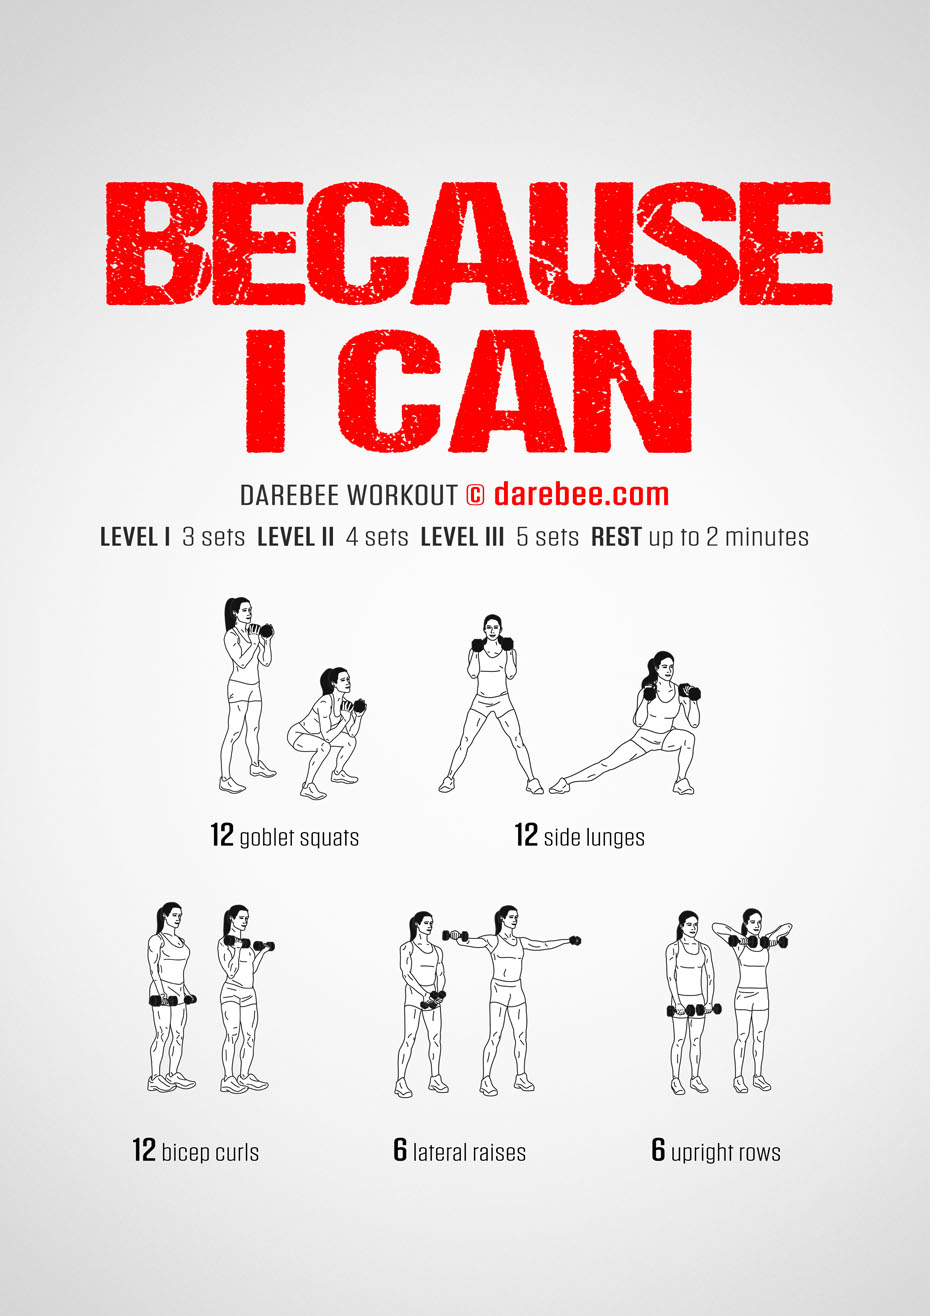 BECAUSE
I CAN
DAREBEE WORKOUT © darebee.com
LEVEL I 3 sets LEVEL II 4 sets LEVEL III 5 sets REST up to 2 minutes
12 goblet squats
12 side lunges
12 bicep curls
6 lateral raises
6 upright rows